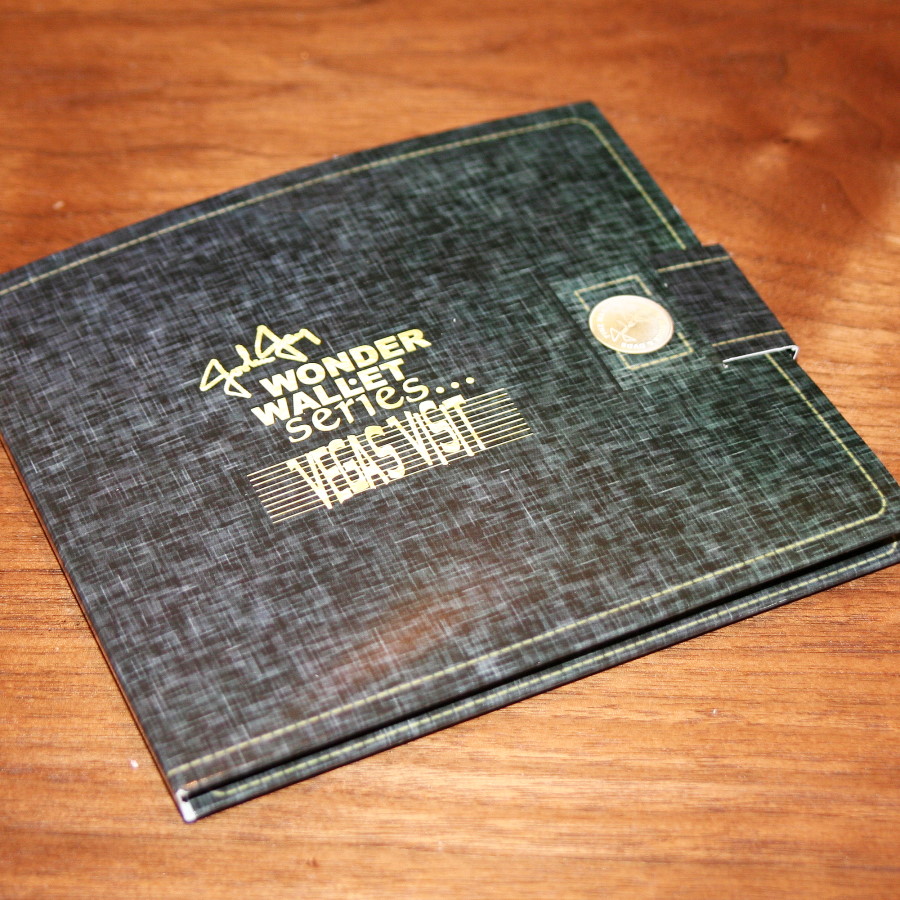 WONDER
WALLET
series...
VEGAS VISIT